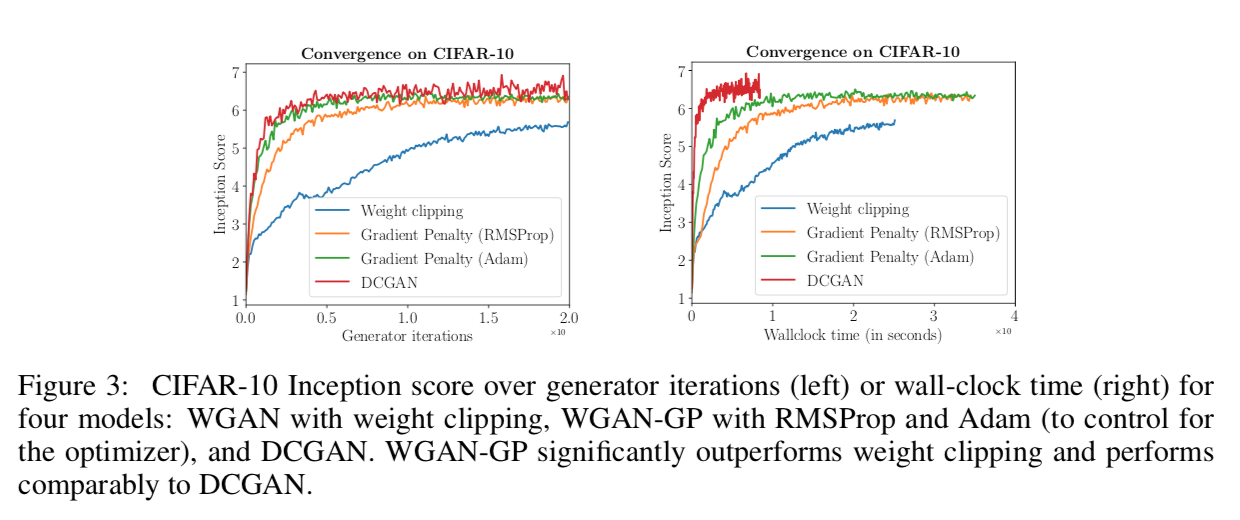 Convergence on CIFAR-10
7
6
5
4
3
2
1
Inception Score
Weight clipping
Gradient Penalty (RMSProp)
Gradient Penalty (Adam)
DCGAN
0.0 0.5 1.0 1.5 2.0
×10
Generator iterations
Convergence on CIFAR-10
7
6
5
4
3
2
1
Inception Score
Weight clipping
Gradient Penalty (RMSProp)
Gradient Penalty (Adam)
DCGAN
0 1 2 3 4
×10
Wallclock time (in seconds)
Figure 3: CIFAR-10 Inception score over generator iterations (left) or wall-clock time (right) for
four models: WGAN with weight clipping, WGAN-GP with RMSProp and Adam (to control for
the optimizer), and DCGAN. WGAN-GP significantly outperforms weight clipping and performs
comparably to DCGAN.